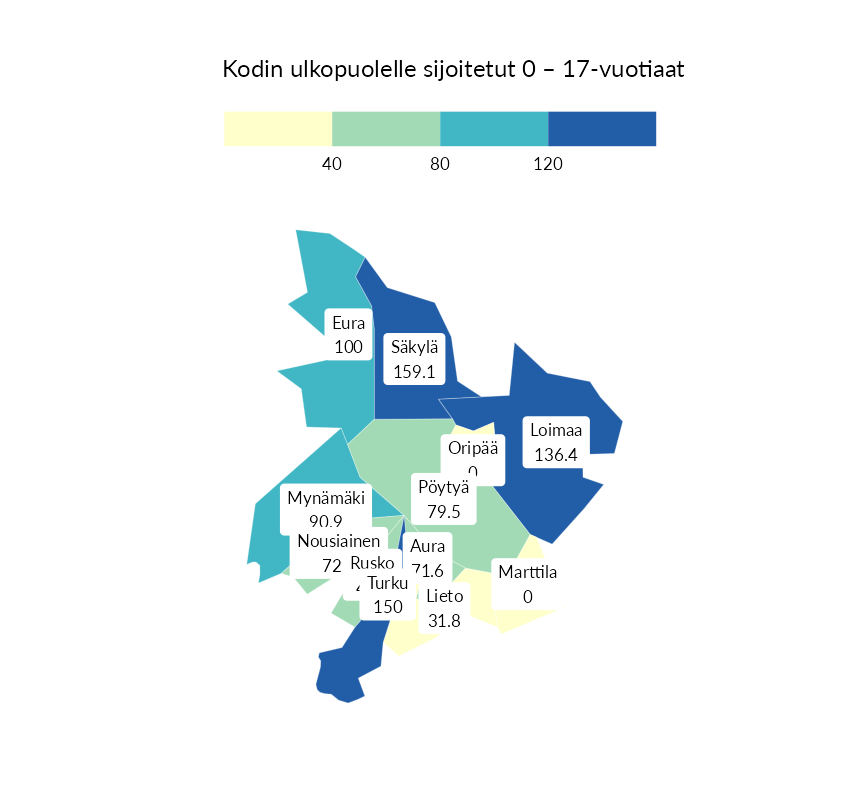 Kodin ulkopuolelle sijoitetut 0 – 17-vuotiaat
40 80 120
Eura
100
Säkylä
159.1
Loimaa
136.4
Oripää
0
Pöytyä
79.5
Mynämäki
90.9
Nousiainen
72
Rusko
Aura
71.6
Turku
150
Lieto
31.8
Marttila
0